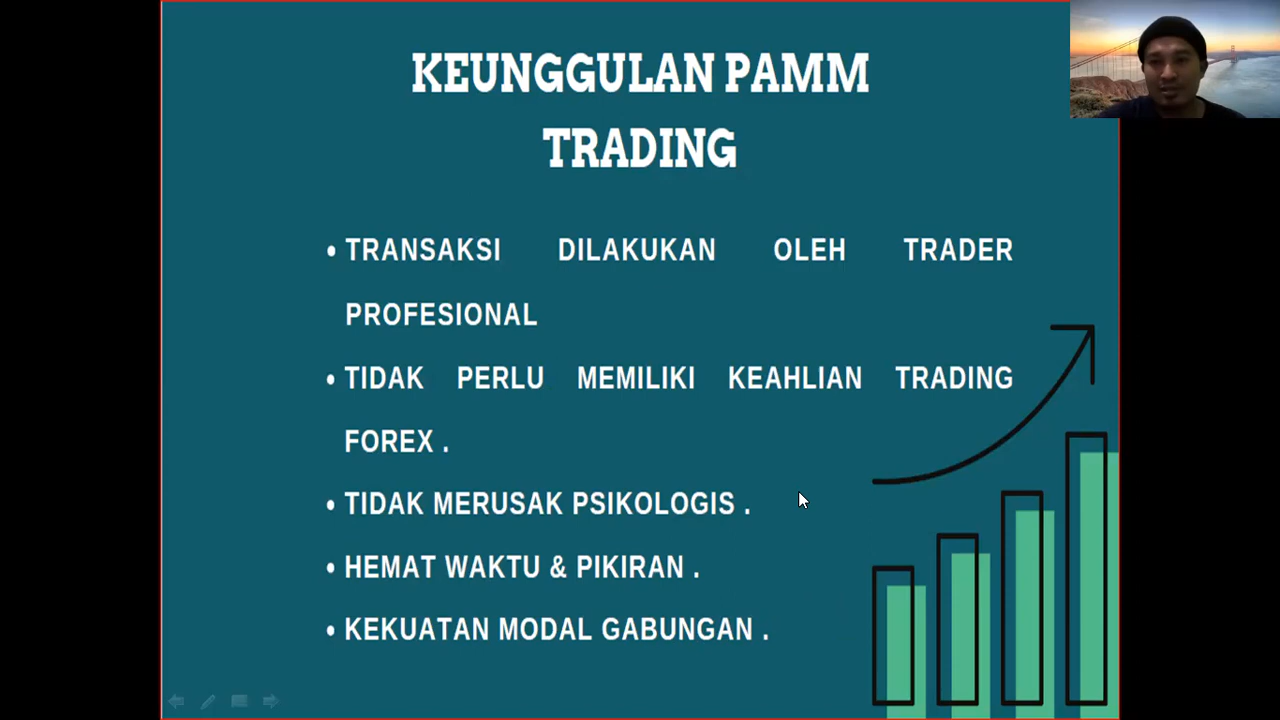 KEUNGGULAN PAMM
TRADING
• TRANSAKSI DILAKUKAN OLEH TRADER
PROFESIONAL
• TIDAK PERLU MEMILIKI KEAHLIAN TRADING
FOREX .
• TIDAK MERUSAK PSIKOLOGIS .
• HEMAT WAKTU & PIKIRAN .
• KEKUATAN MODAL GABUNGAN .